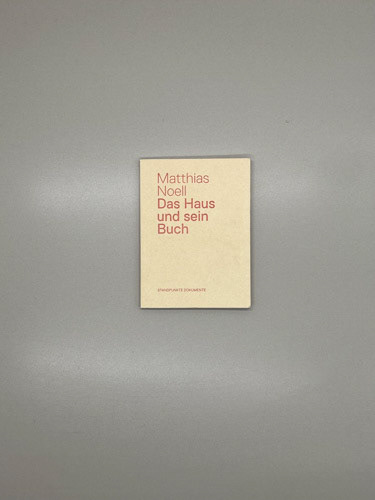 Matthias
Noell
Das Haus
und sein
Buch
STANDPUNKTE DOKUMENTE